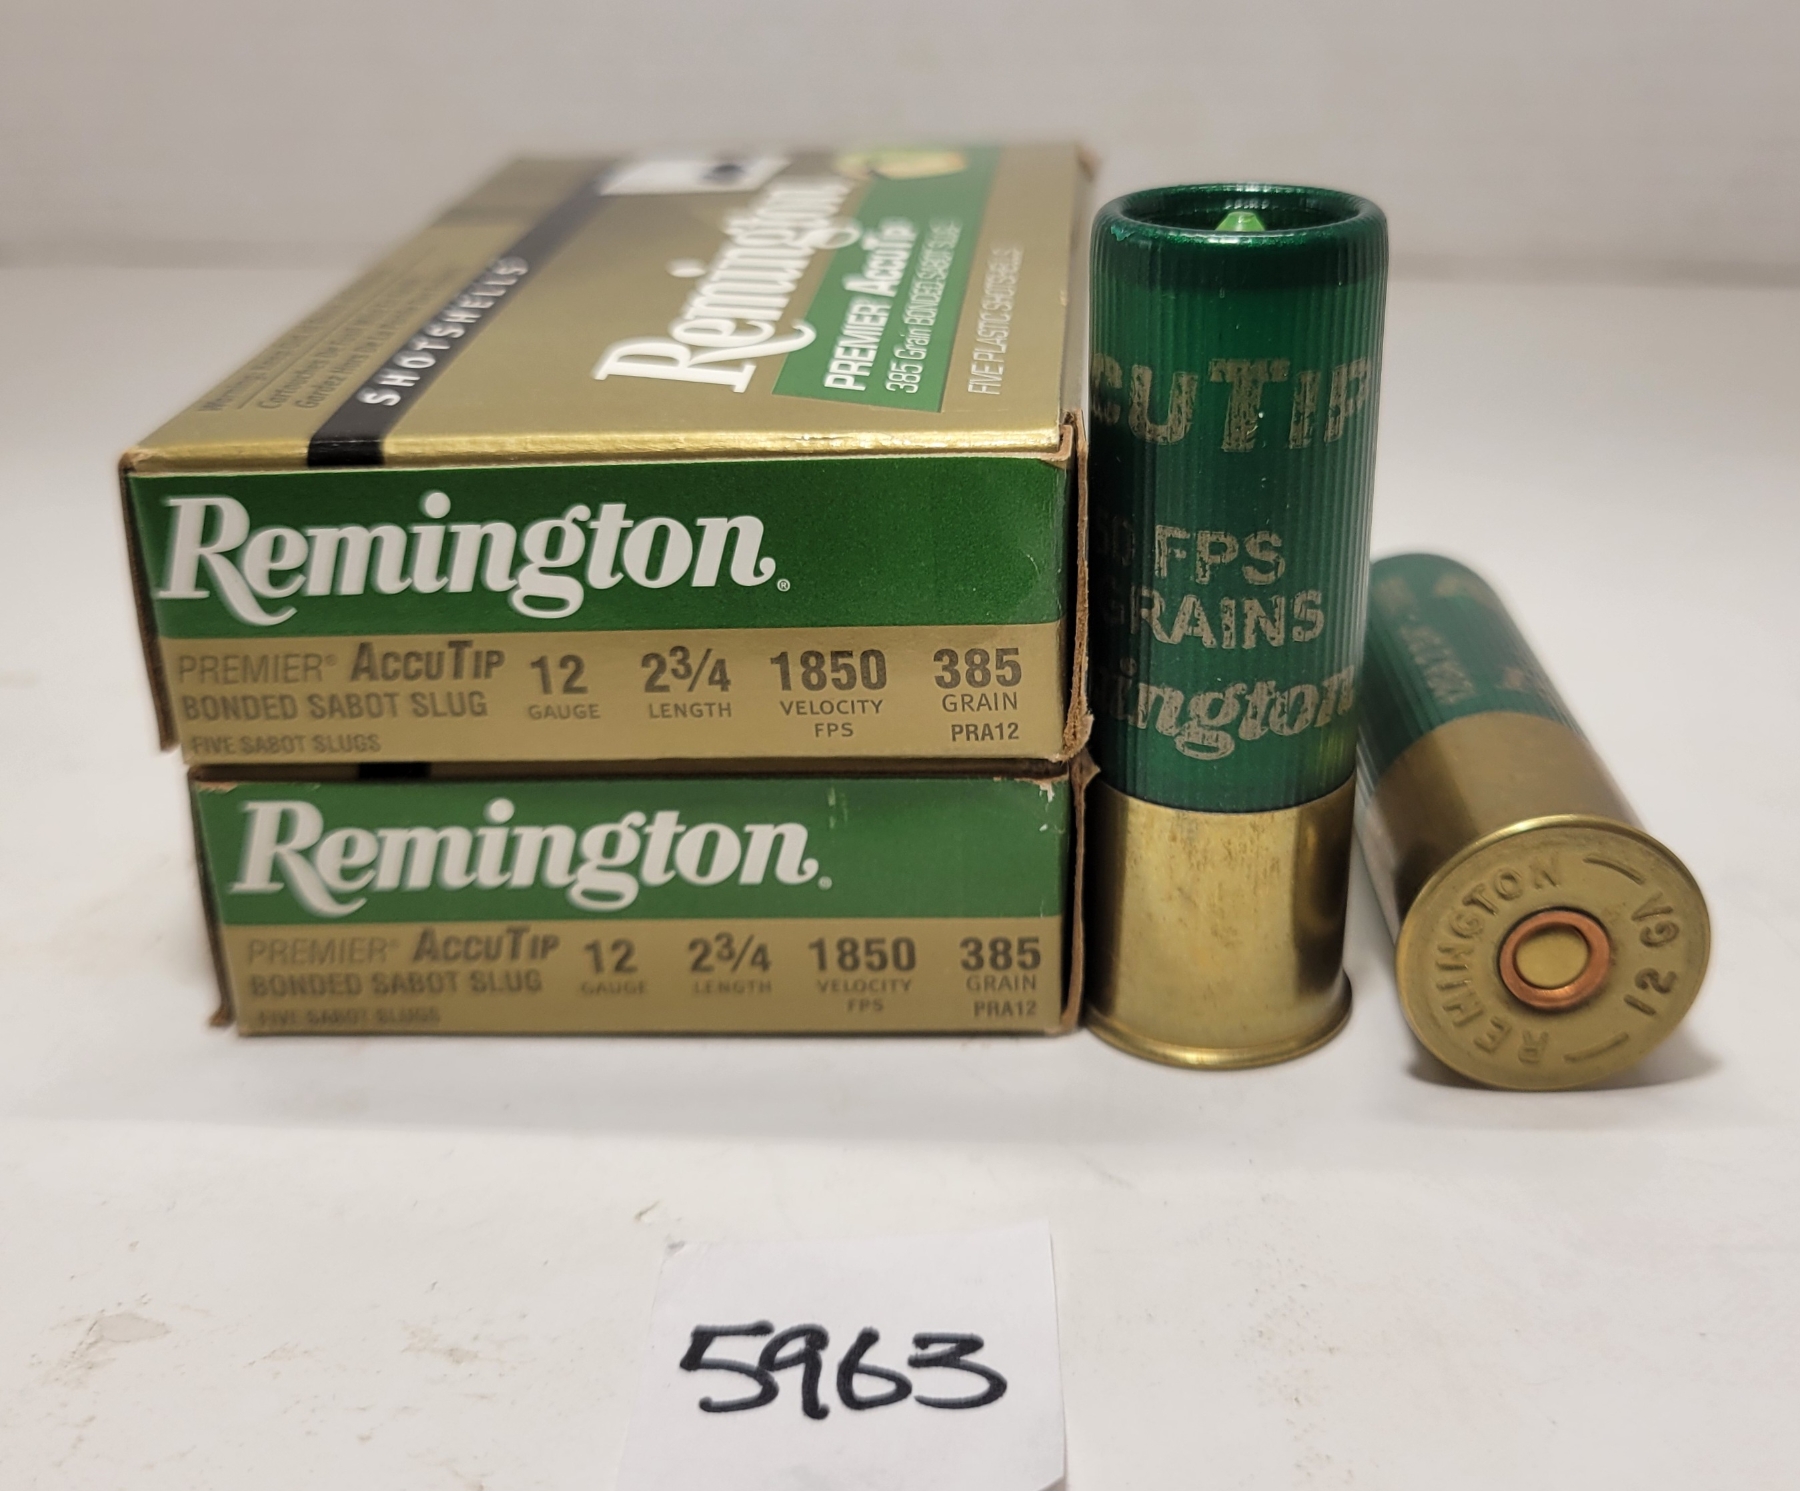 SHOTSHELLS
Remington
PREMIER® ACCUTIP
385 Grain BONDED SABOT SLUG
FIVE PLASTIC SHOTSHELLS
Remington®
PREMIER® ACCUTIP
BONDED SABOT SLUG
FIVE SABOT SLUGS
12
GAUGE
2 3/4
LENGTH
1850
VELOCITY
FPS
385
GRAIN
PRA12
Remington®
PREMIER® ACCUTIP
BONDED SABOT SLUG
FIVE SABOT SLUGS
12
GAUGE
2 3/4
LENGTH
1850
VELOCITY
FPS
385
GRAIN
PRA12
CUTIP
50 FPS
GRAINS
ington
REMINGTON
12 GA
5963